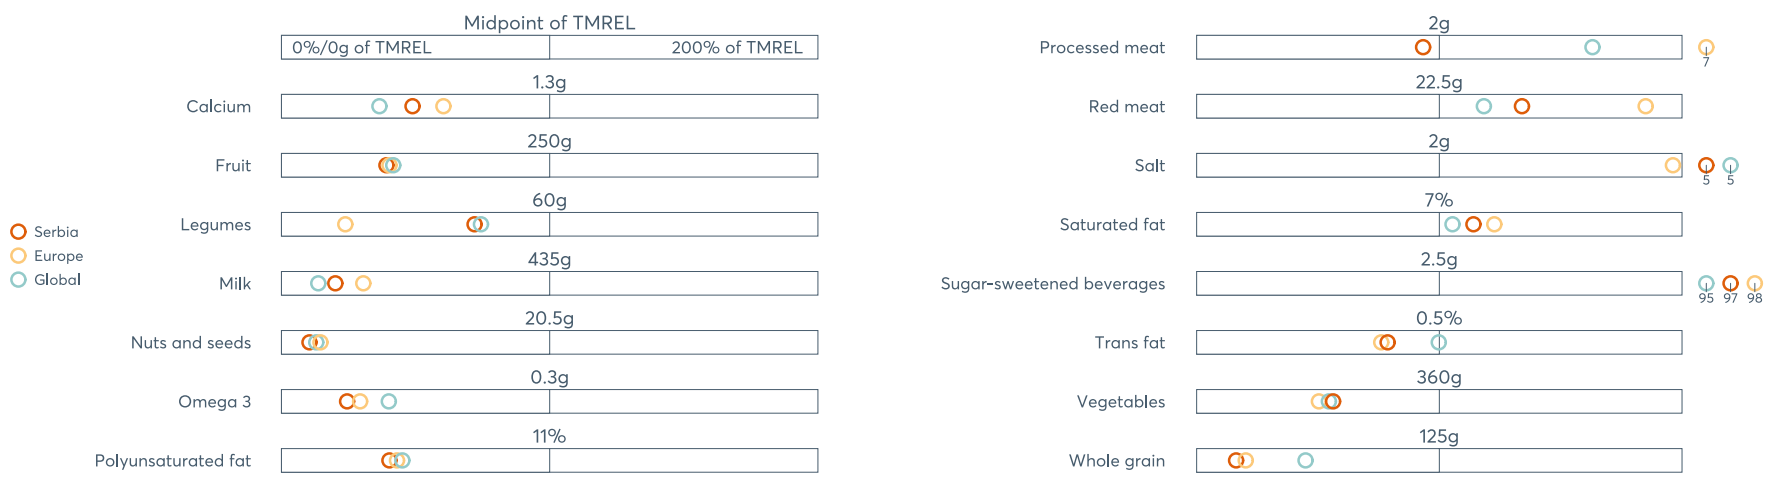 Midpoint of TMREL
0%/0g of TMREL 200% of TMREL
Calcium 1.3g
Fruit 250g
Legumes 60g
Milk 435g
Nuts and seeds 20.5g
Omega 3 0.3g
Polyunsaturated fat 11%
Serbia
Europe
Global
Processed meat 2g 7
Red meat 22.5g
Salt 2g 5 5
Saturated fat 7%
Sugar-sweetened beverages 2.5g 95 97 98
Trans fat 0.5%
Vegetables 360g
Whole grain 125g